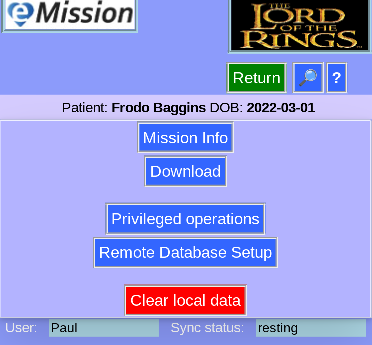 eMission
THE
LORD
OF THE
RINGS
Return 🔎 ?
Patient: Frodo Baggins DOB: 2022-03-01
Mission Info
Download
Privileged operations
Remote Database Setup
Clear local data
User: Paul Sync status: resting